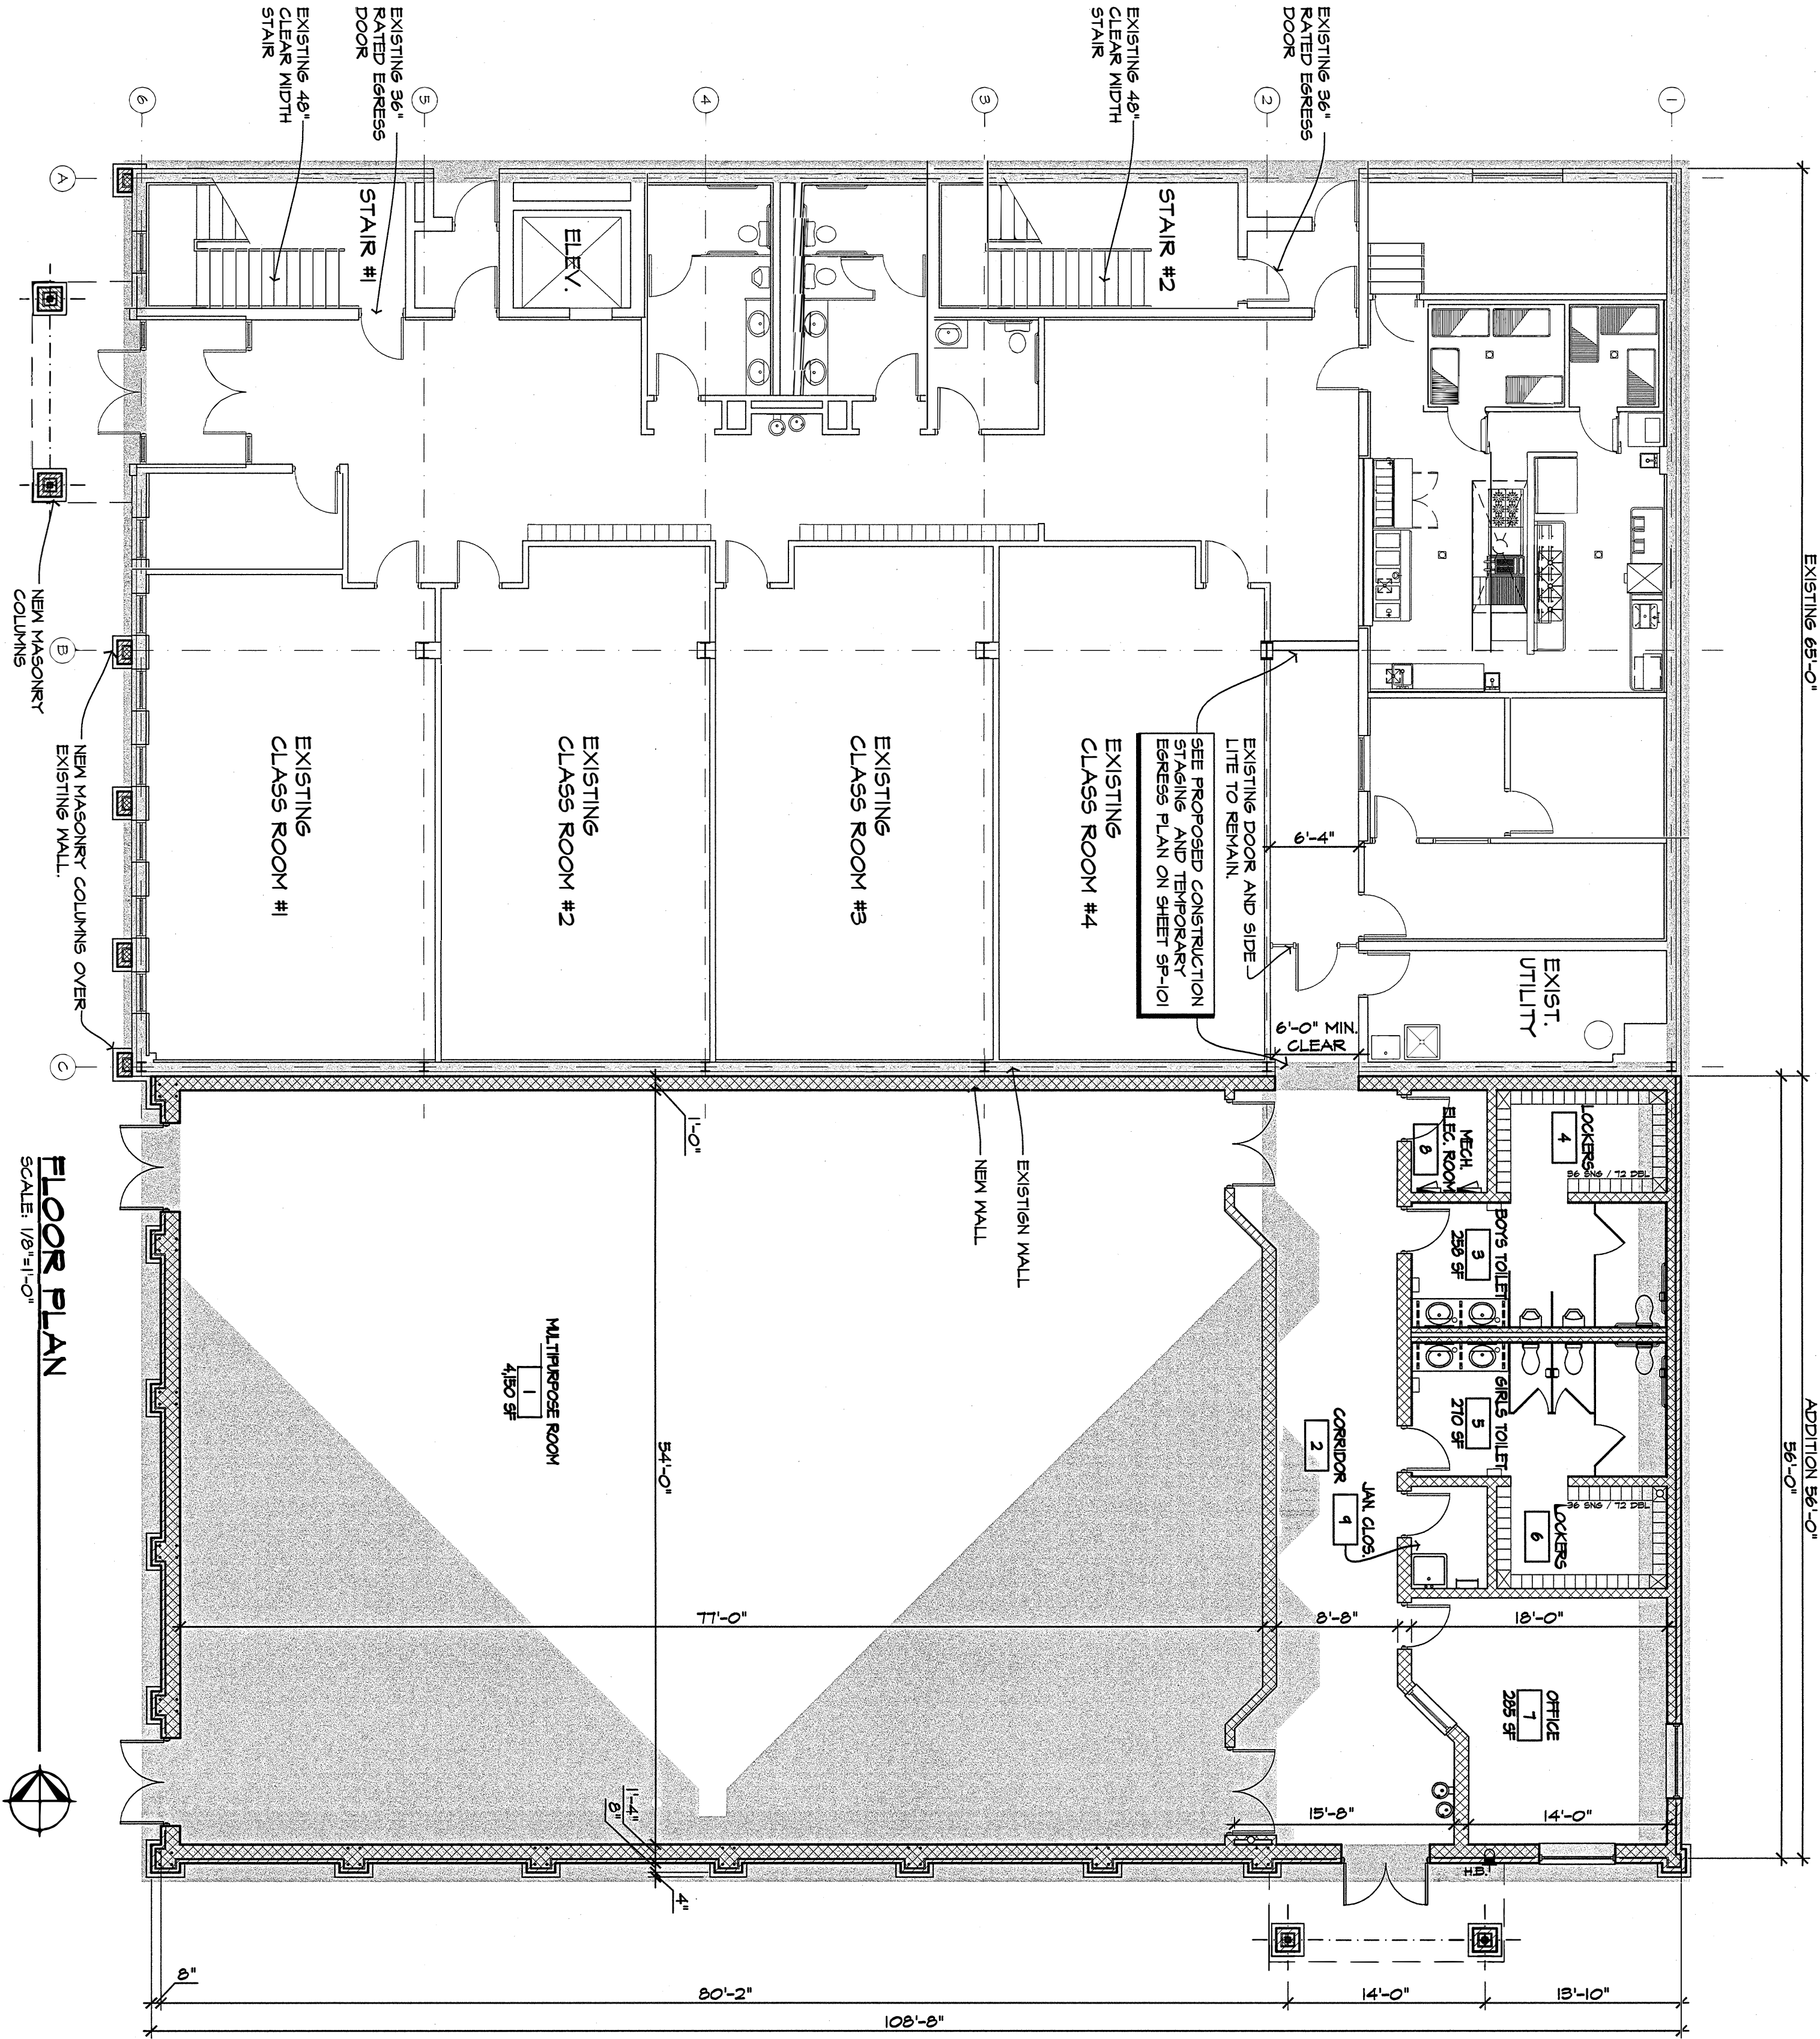 EXISTING 36"
RATED EGRESS
DOOR
EXISTING 48"
CLEAR WIDTH
STAIR
EXISTING 36"
RATED EGRESS
DOOR
EXISTING 48"
CLEAR WIDTH
STAIR
1
2
3
4
5
6
A
B
C
EXISTING 65'-0"
ADDITION 56'-0"
56'-0"
STAIR #1
ELEV.
STAIR #2
EXISTING
CLASS ROOM #1
EXISTING
CLASS ROOM #2
EXISTING
CLASS ROOM #3
EXISTING
CLASS ROOM #4
EXISTING DOOR AND SIDE
LITE TO REMAIN.
SEE PROPOSED CONSTRUCTION
STAGING AND TEMPORARY
EGRESS PLAN ON SHEET SP-101
6'-4"
6'-0" MIN.
CLEAR
EXIST.
UTILITY
NEW MASONRY
COLUMNS
NEW MASONRY COLUMNS OVER
EXISTING WALL.
1'-0"
EXISTIGN WALL
NEW WALL
MECH.
ELEC. ROOM
8
LOCKERS
4
36 SNG / 72 DBL
BOYS TOILET
3
258 SF
GIRLS TOILET
5
270 SF
LOCKERS
6
36 SNG / 72 DBL
CORRIDOR
2
JAN. CLOS.
9
MULTIPURPOSE ROOM
1
4,150 SF
54'-0"
77'-0"
8'-8"
18'-0"
OFFICE
7
285 SF
15'-8"
14'-0"
1'-4"
8"
4"
H.B.
8"
80'-2"
14'-0"
13'-10"
108'-8"
FLOOR PLAN
SCALE: 1/8"=1'-0"